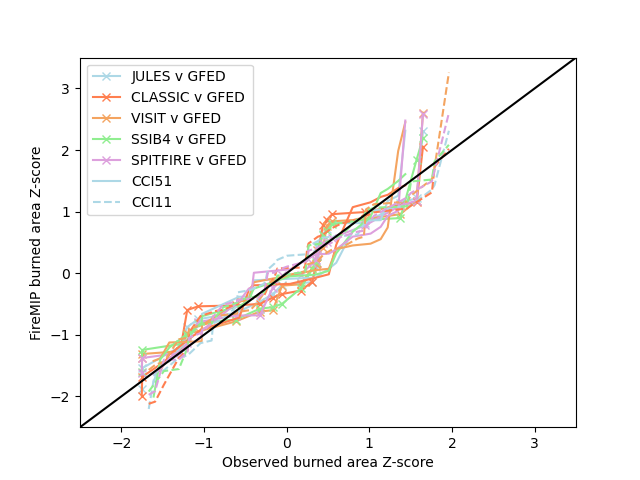 JULES v GFED
CLASSIC v GFED
VISIT v GFED
SSIB4 v GFED
SPITFIRE v GFED
CCI51
CCI11
3
2
1
0
−1
−2
FireMIP burned area Z-score
−2 −1 0 1 2 3
Observed burned area Z-score